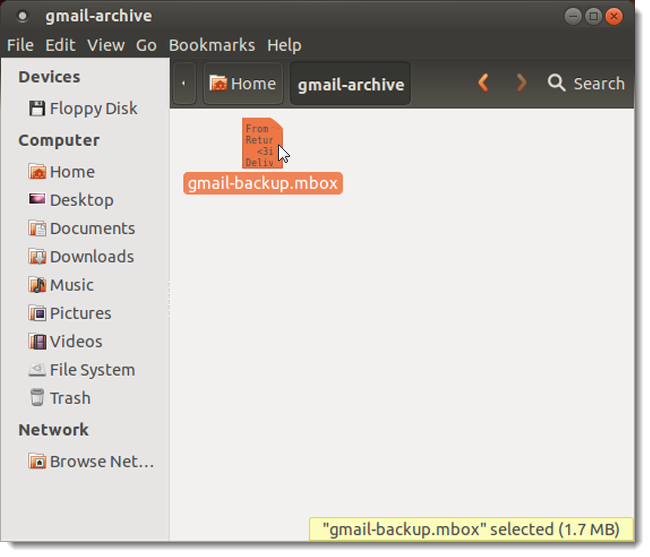 gmail-archive
File Edit View Go Bookmarks Help
Devices
Floppy Disk
Computer
Home
Desktop
Documents
Downloads
Music
Pictures
Videos
File System
Trash
Network
Browse Net...
Home gmail-archive Search
From
Retur
<3i
Deliv
gmail-backup.mbox
"gmail-backup.mbox" selected (1.7 MB)